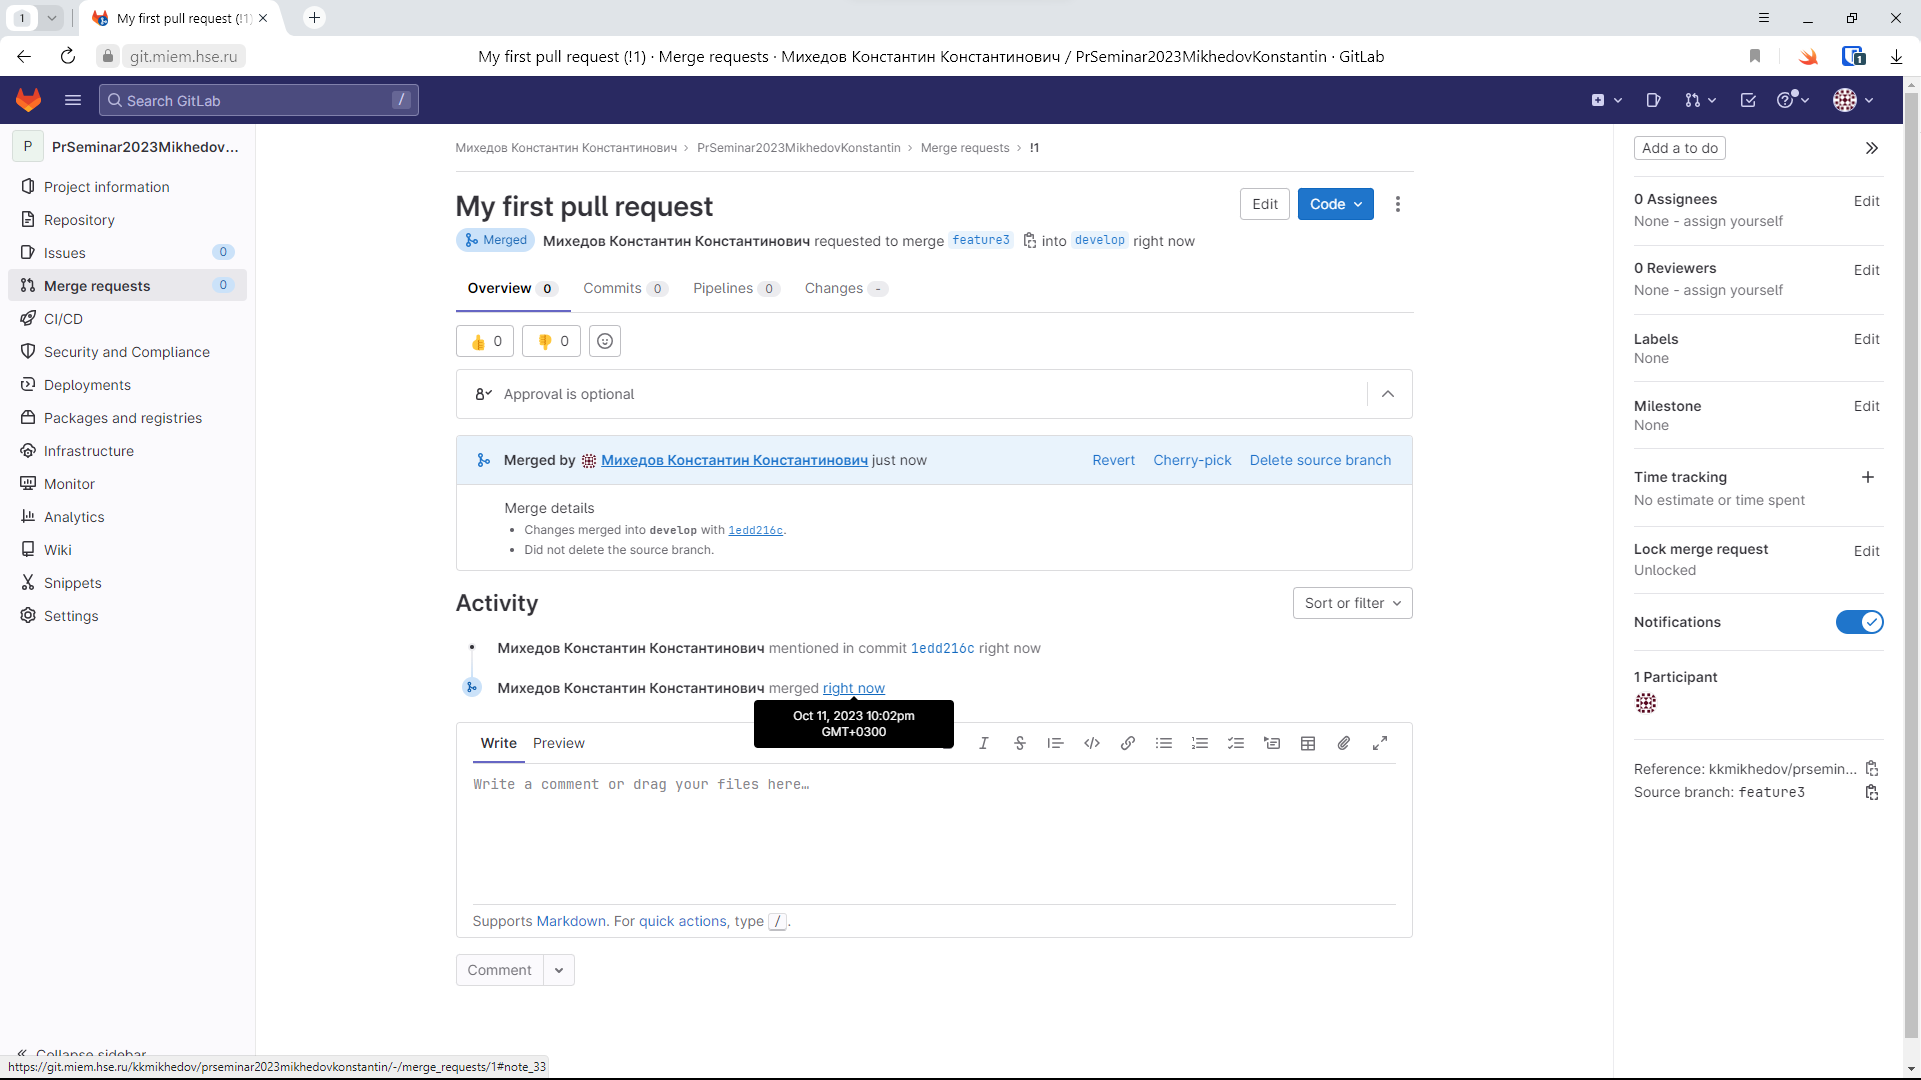 1
My first pull request (!1)
git.miem.hse.ru
My first pull request (!1) · Merge requests · Михедов Константин Константинович / PrSeminar2023MikhedovKonstantin · GitLab
1
Search GitLab
/
P
PrSeminar2023Mikhedov...
Project information
Repository
Issues 0
Merge requests 0
CI/CD
Security and Compliance
Deployments
Packages and registries
Infrastructure
Monitor
Analytics
Wiki
Snippets
Settings
Collapse sidebar
Михедов Константин Константинович › PrSeminar2023MikhedovKonstantin › Merge requests › !1
My first pull request
Edit
Code
Merged Михедов Константин Константинович requested to merge feature3 into develop right now
Overview 0 Commits 0 Pipelines 0 Changes -
0 0
Approval is optional
Merged by Михедов Константин Константинович just now
Revert Cherry-pick Delete source branch
Merge details
Changes merged into develop with 1edd216c.
Did not delete the source branch.
Activity
Sort or filter
Михедов Константин Константинович mentioned in commit 1edd216c right now
Михедов Константин Константинович merged right now
Oct 11, 2023 10:02pm
GMT+0300
Write Preview
Write a comment or drag your files here…
Supports Markdown. For quick actions, type /.
Comment
Add a to do
0 Assignees Edit
None - assign yourself
0 Reviewers Edit
None - assign yourself
Labels Edit
None
Milestone Edit
None
Time tracking
No estimate or time spent
Lock merge request Edit
Unlocked
Notifications
1 Participant
Reference: kkmikhedov/prsemin...
Source branch: feature3
https://git.miem.hse.ru/kkmikhedov/prseminar2023mikhedovkonstantin/-/merge_requests/1#note_33